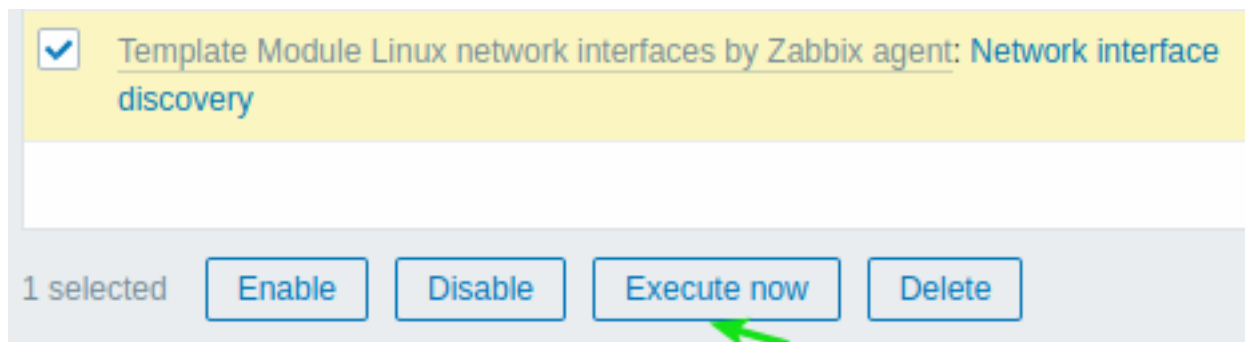 Template Module Linux network interfaces by Zabbix agent: Network interface
discovery
1 selected Enable Disable Execute now Delete